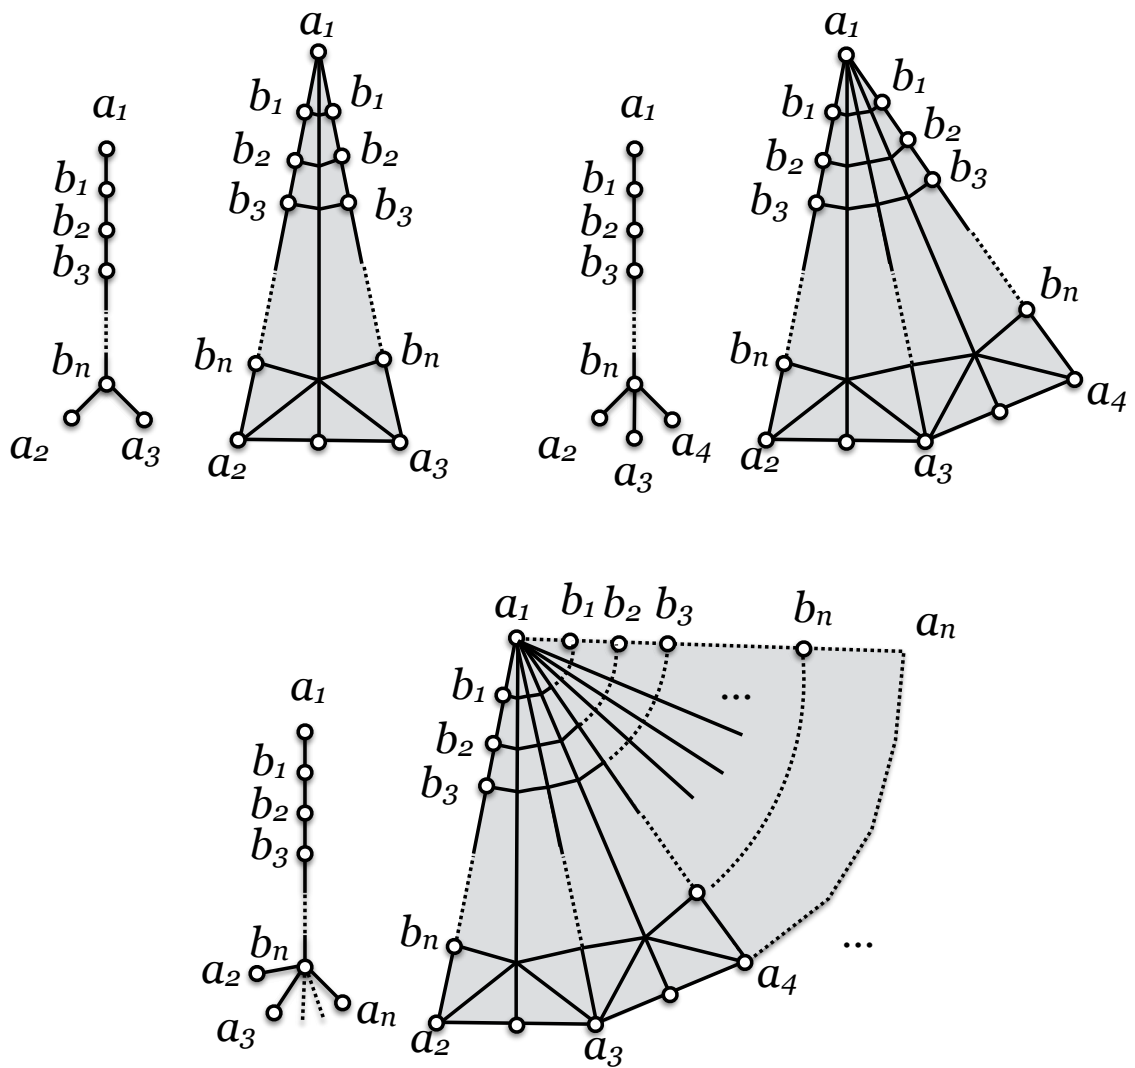 a₁
b₁
b₂
b₃
bₙ
a₂ a₃
a₁
b₁ b₁
b₂ b₂
b₃ b₃
bₙ bₙ
a₂ a₃
a₁
b₁
b₂
b₃
bₙ
a₂ a₃ a₄
a₁
b₁ b₁
b₂ b₂
b₃ b₃
bₙ bₙ
a₂ a₃ a₄
a₁
b₁
b₂
b₃
bₙ
a₂ a₃ aₙ
a₁ b₁ b₂ b₃ bₙ aₙ
b₁
b₂
b₃
...
bₙ
...
a₂ a₃ a₄